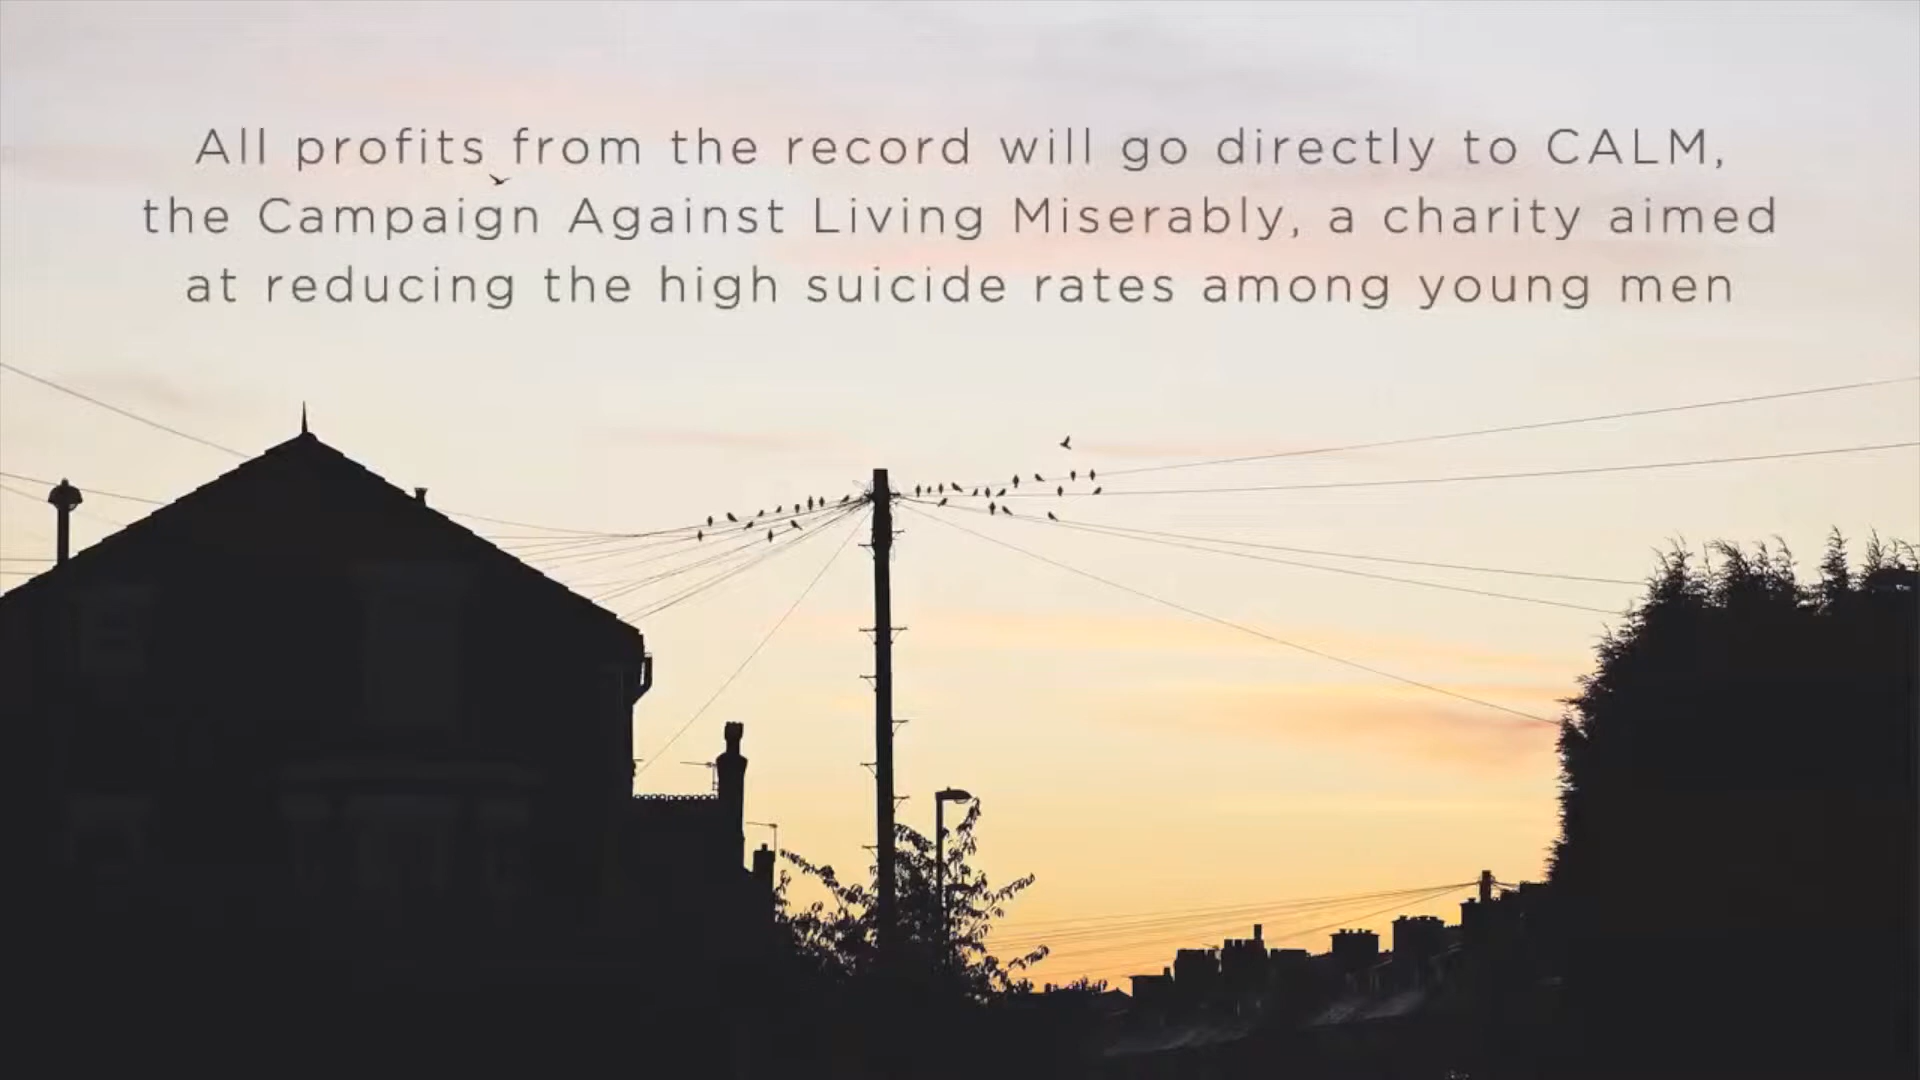 All profits from the record will go directly to CALM,
the Campaign Against Living Miserably, a charity aimed
at reducing the high suicide rates among young men